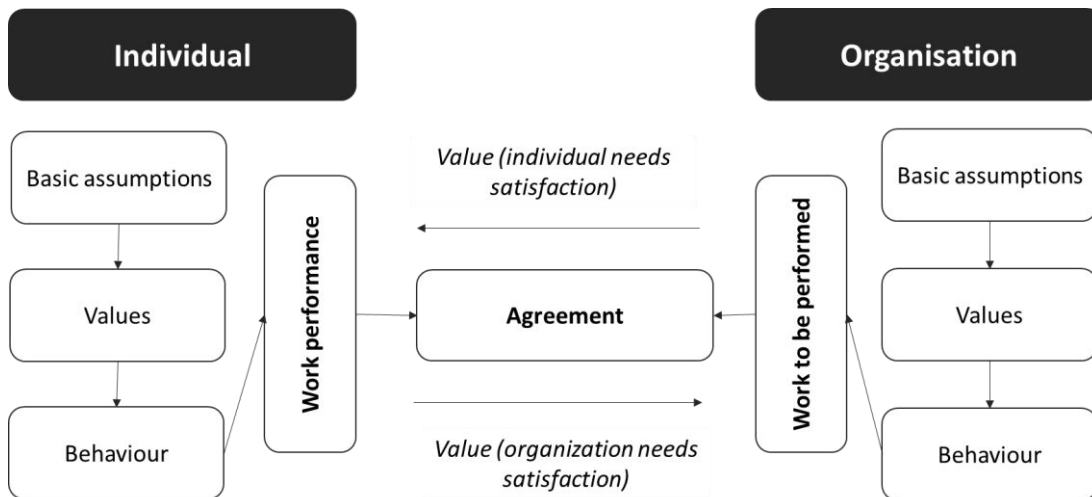 Individual
Organisation
Basic assumptions
Values
Behaviour
Work performance
Value (individual needs
satisfaction)
Agreement
Value (organization needs
satisfaction)
Work to be performed
Basic assumptions
Values
Behaviour